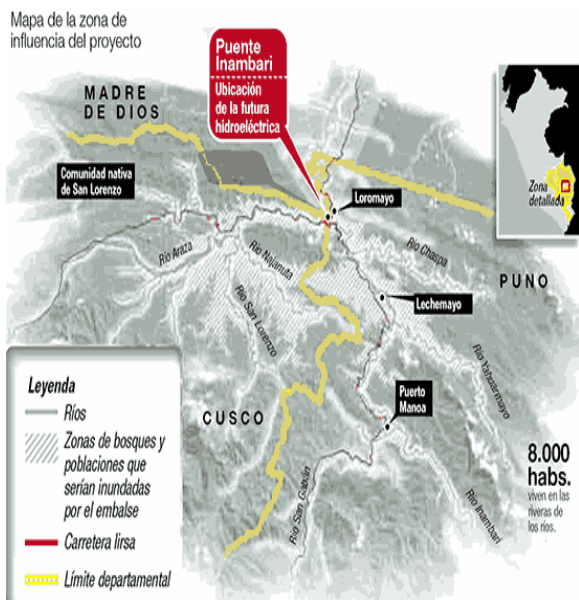 Mapa de la zona de
influencia del proyecto
Puente
Inambari
Ubicación
de la futura
hidroeléctrica
MADRE
DE DIOS
Comunidad nativa
de San Lorenzo
Loromayo
Zona
detallada
Río Araza
Río Najanuta
Río Chaspa
PUNO
Río San Lorenzo
Lechemayo
Río Yahuarmayo
CUSCO
Puerto
Manoa
Río San Gabán
Río Inambari
8.000
habs.
viven en las
riveras de
los ríos.
Leyenda
Ríos
Zonas de bosques y
poblaciones que
serían inundadas
por el embalse
Carretera Iirsa
Límite departamental